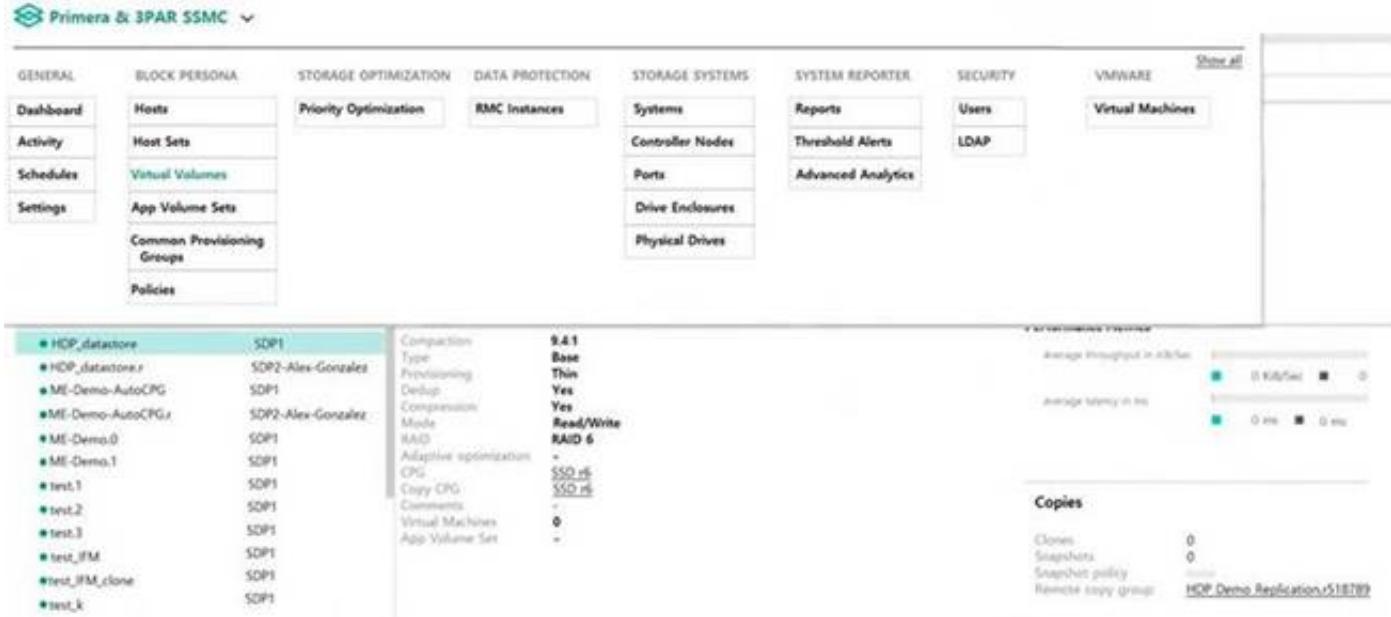 Primera & 3PAR SSMC
Show all
GENERAL
Dashboard
Activity
Schedules
Settings
BLOCK PERSONA
Hosts
Host Sets
Virtual Volumes
App Volume Sets
Common Provisioning
Groups
Policies
STORAGE OPTIMIZATION
Priority Optimization
DATA PROTECTION
RMC Instances
STORAGE SYSTEMS
Systems
Controller Nodes
Ports
Drive Enclosures
Physical Drives
SYSTEM REPORTER
Reports
Threshold Alerts
Advanced Analytics
SECURITY
Users
LDAP
VMWARE
Virtual Machines
HDP_datastore SDP1
HDP_datastore.r SDP2-Alex-Gonzalez
ME-Demo-AutoCPG SDP1
ME-Demo-AutoCPG.r SDP2-Alex-Gonzalez
ME-Demo.0 SDP1
ME-Demo.1 SDP1
test.1 SDP1
test.2 SDP1
test.3 SDP1
test_IFM SDP1
test_IFM_clone SDP1
test_k SDP1
Compaction 9.4:1
Type Base
Provisioning Thin
Dedup Yes
Compression Yes
Mode Read/Write
RAID RAID 6
Adaptive optimization -
CPG SSD r6
Copy CPG SSD r6
Comments -
Virtual Machines 0
App Volume Set -
Performance Metrics
Average throughput in KiB/Sec
0 KiB/Sec 0
Average latency in ms
0 ms 0 ms
Copies
Clones 0
Snapshots 0
Snapshot policy
Remote copy group HDP_Demo_Replication.r518789